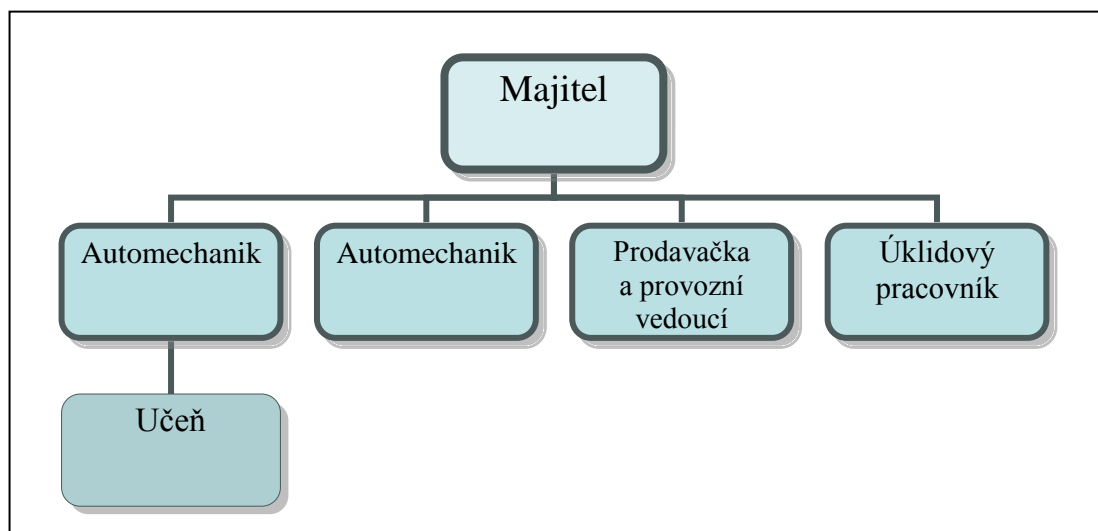 Majitel
Automechanik
Automechanik
Prodavačka
a provozní
vedoucí
Úklidový
pracovník
Učeň